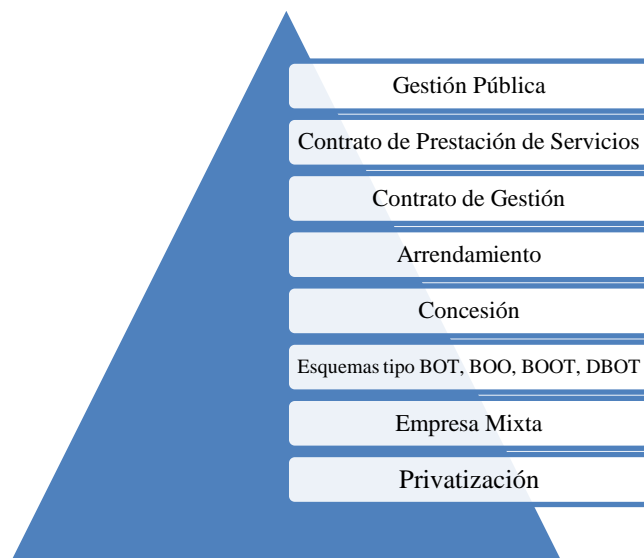 Gestión Pública
Contrato de Prestación de Servicios
Contrato de Gestión
Arrendamiento
Concesión
Esquemas tipo BOT, BOO, BOOT, DBOT
Empresa Mixta
Privatización